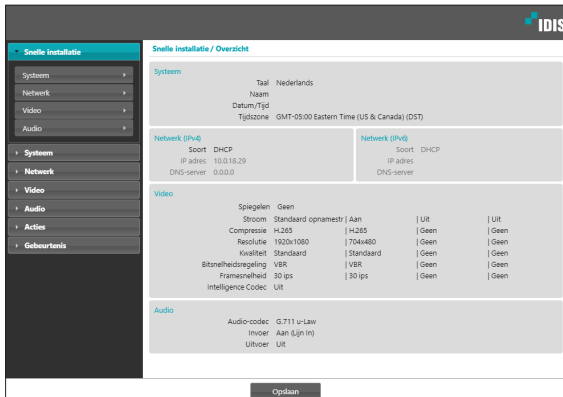 IDIS
Snelle installatie
Systeem
Netwerk
Video
Audio
Systeem
Netwerk
Video
Audio
Acties
Gebeurtenis
Snelle installatie / Overzicht
Systeem
Taal Nederlands
Naam
Datum/Tijd
Tijdszone GMT-05:00 Eastern Time (US & Canada) (DST)
Netwerk (IPv4)
Soort DHCP
IP adres 10.0.18.29
DNS-server 0.0.0.0
Netwerk (IPv6)
Soort DHCP
IP adres
DNS-server
Video
Spiegelen Geen
Stroom Standaard opnamestr | Aan | Uit | Uit
Compressie H.265 | H.265 | Geen | Geen
Resolutie 1920x1080 | 704x480 | Geen | Geen
Kwaliteit Standaard | Standaard | Geen | Geen
Bitsnelheidsregeling VBR | VBR | Geen | Geen
Framesnelheid 30 ips | 30 ips | Geen | Geen
Intelligence Codec Uit
Audio
Audio-codec G.711 u-Law
Invoer Aan (Lijn In)
Uitvoer Uit
Opslaan